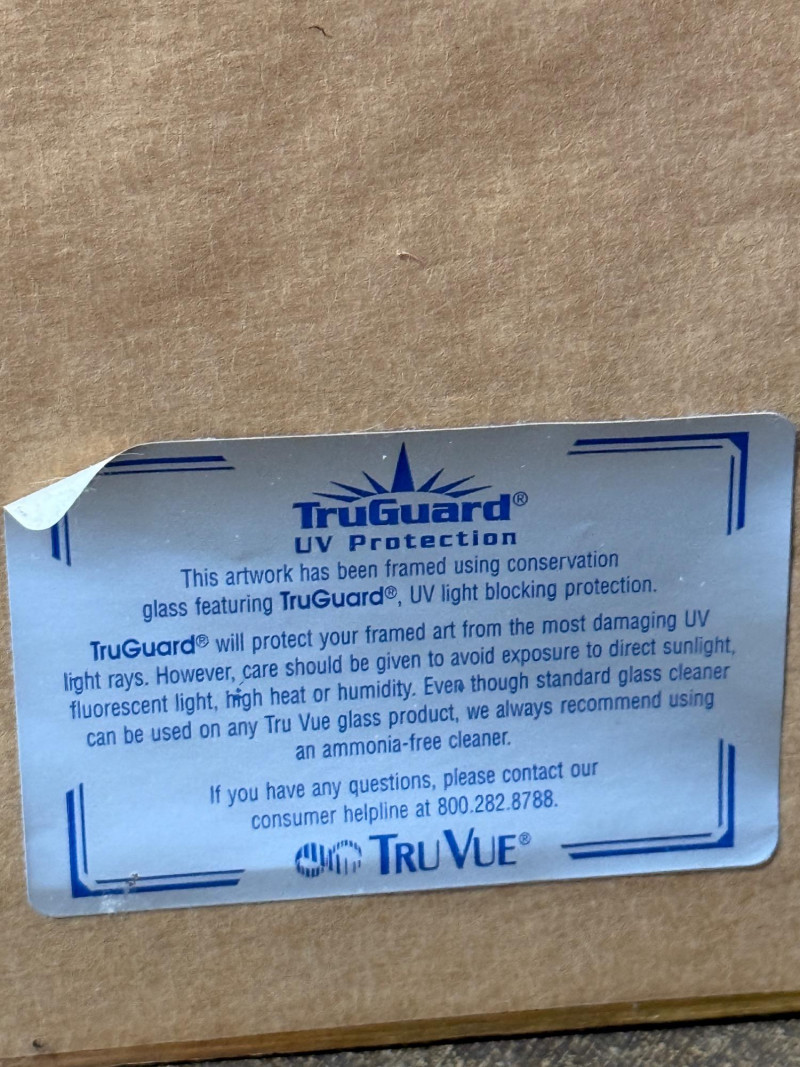 TruGuard®
UV Protection
This artwork has been framed using conservation
glass featuring TruGuard®, UV light blocking protection.
TruGuard® will protect your framed art from the most damaging UV
light rays. However, care should be given to avoid exposure to direct sunlight,
fluorescent light, high heat or humidity. Even though standard glass cleaner
can be used on any Tru Vue glass product, we always recommend using
an ammonia-free cleaner.
If you have any questions, please contact our
consumer helpline at 800.282.8788.
TRU VUE®